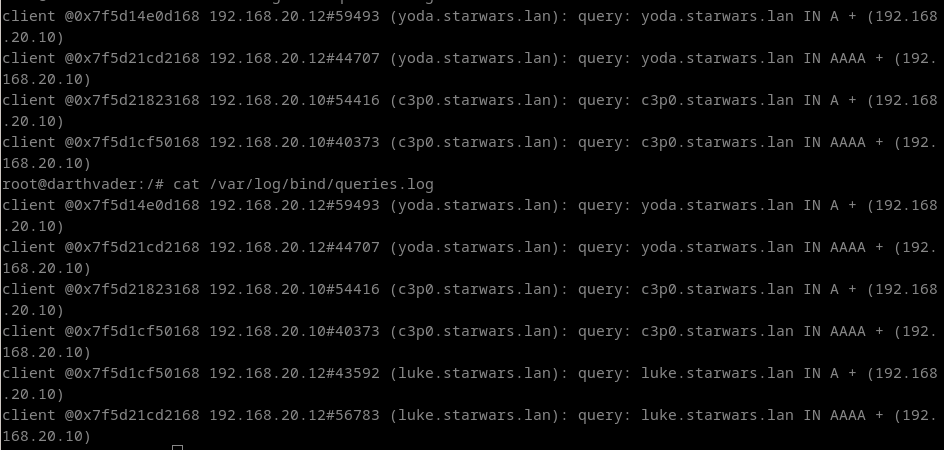 client @0x7f5d14e0d168 192.168.20.12#59493 (yoda.starwars.lan): query: yoda.starwars.lan IN A + (192.168
.20.10)
client @0x7f5d21cd2168 192.168.20.12#44707 (yoda.starwars.lan): query: yoda.starwars.lan IN AAAA + (192.
168.20.10)
client @0x7f5d21823168 192.168.20.10#54416 (c3p0.starwars.lan): query: c3p0.starwars.lan IN A + (192.168
.20.10)
client @0x7f5d1cf50168 192.168.20.10#40373 (c3p0.starwars.lan): query: c3p0.starwars.lan IN AAAA + (192.
168.20.10)
root@darthvader:/# cat /var/log/bind/queries.log
client @0x7f5d14e0d168 192.168.20.12#59493 (yoda.starwars.lan): query: yoda.starwars.lan IN A + (192.168
.20.10)
client @0x7f5d21cd2168 192.168.20.12#44707 (yoda.starwars.lan): query: yoda.starwars.lan IN AAAA + (192.
168.20.10)
client @0x7f5d21823168 192.168.20.10#54416 (c3p0.starwars.lan): query: c3p0.starwars.lan IN A + (192.168
.20.10)
client @0x7f5d1cf50168 192.168.20.10#40373 (c3p0.starwars.lan): query: c3p0.starwars.lan IN AAAA + (192.
168.20.10)
client @0x7f5d1cf50168 192.168.20.12#43592 (luke.starwars.lan): query: luke.starwars.lan IN A + (192.168
.20.10)
client @0x7f5d21cd2168 192.168.20.12#56783 (luke.starwars.lan): query: luke.starwars.lan IN AAAA + (192.
168.20.10)